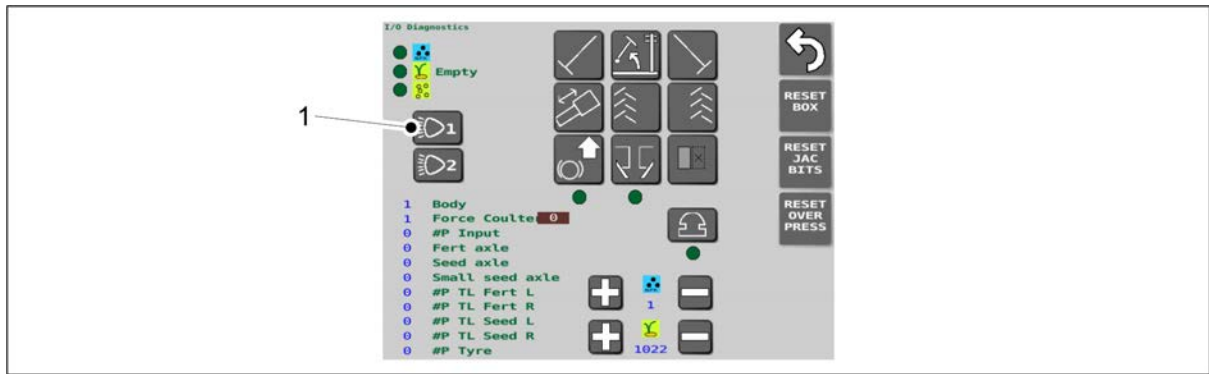 I/O Diagnostics
Empty
1
1
2
RESET
BOX
RESET
JAC
BITS
RESET
OVER
PRESS
1 Body
1 Force Coulte 0
0 #P Input
0 Fert axle
0 Seed axle
0 Small seed axle
0 #P TL Fert L
0 #P TL Fert R
0 #P TL Seed L
0 #P TL Seed R
0 #P Tyre
1
1022